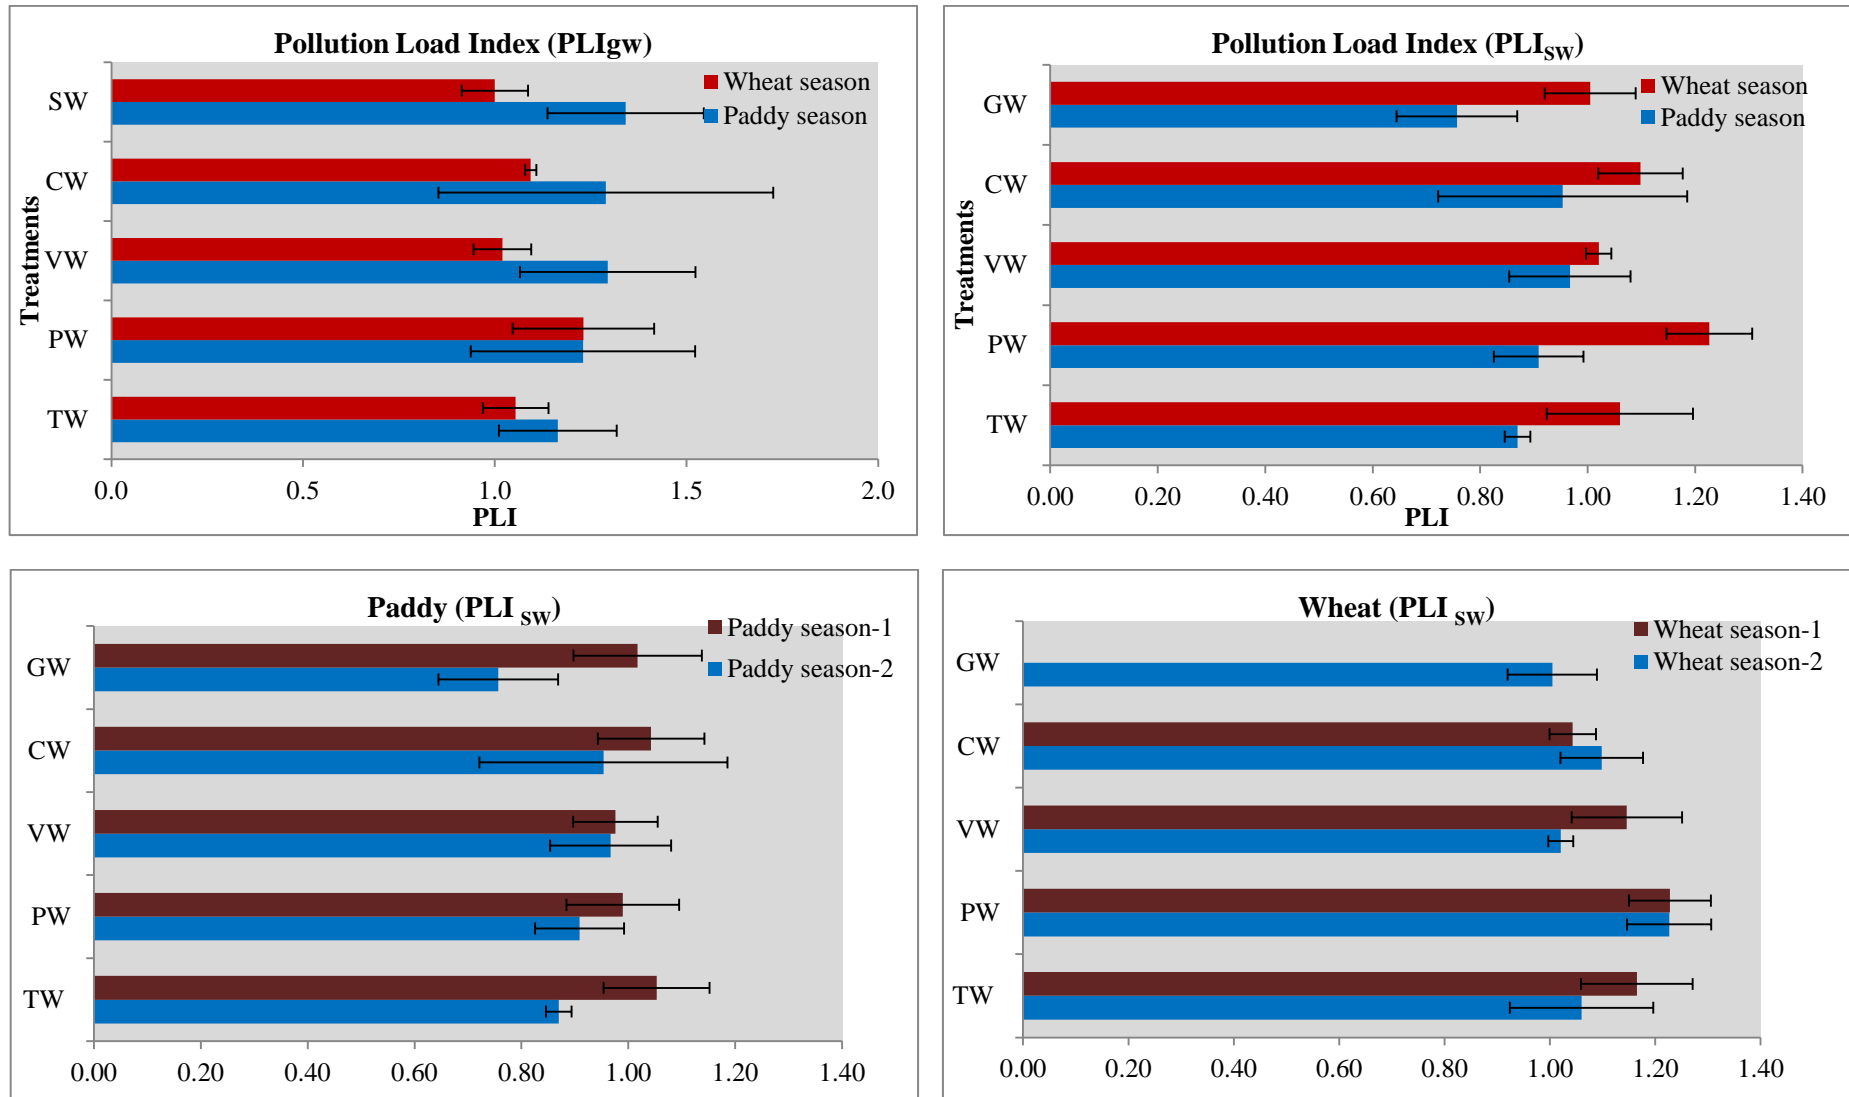 Pollution Load Index (PLIgw)
Wheat season
Paddy season
Treatments
SW
CW
VW
PW
TW
0.0 0.5 1.0 1.5 2.0
PLI
Pollution Load Index (PLISW)
Wheat season
Paddy season
Treatments
GW
CW
VW
PW
TW
0.00 0.20 0.40 0.60 0.80 1.00 1.20 1.40
PLI
Paddy (PLI SW)
Paddy season-1
Paddy season-2
GW
CW
VW
PW
TW
0.00 0.20 0.40 0.60 0.80 1.00 1.20 1.40
Wheat (PLI SW)
Wheat season-1
Wheat season-2
GW
CW
VW
PW
TW
0.00 0.20 0.40 0.60 0.80 1.00 1.20 1.40